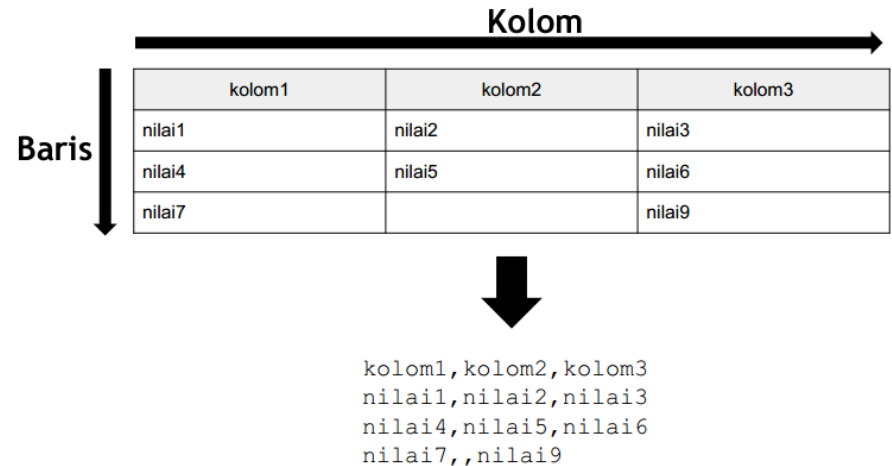 Kolom
Baris
kolom1 kolom2 kolom3
nilai1 nilai2 nilai3
nilai4 nilai5 nilai6
nilai7 nilai9
kolom1,kolom2,kolom3
nilai1,nilai2,nilai3
nilai4,nilai5,nilai6
nilai7,,nilai9